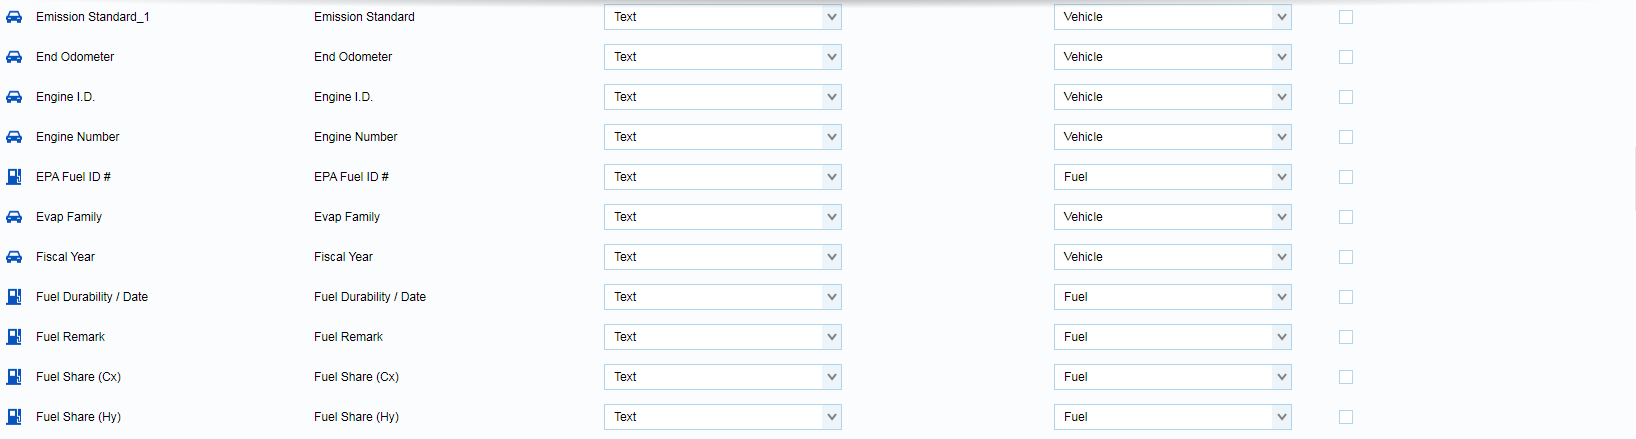 Emission Standard_1 Emission Standard Text Vehicle
End Odometer End Odometer Text Vehicle
Engine I.D. Engine I.D. Text Vehicle
Engine Number Engine Number Text Vehicle
EPA Fuel ID # EPA Fuel ID # Text Fuel
Evap Family Evap Family Text Vehicle
Fiscal Year Fiscal Year Text Vehicle
Fuel Durability / Date Fuel Durability / Date Text Fuel
Fuel Remark Fuel Remark Text Fuel
Fuel Share (Cx) Fuel Share (Cx) Text Fuel
Fuel Share (Hy) Fuel Share (Hy) Text Fuel